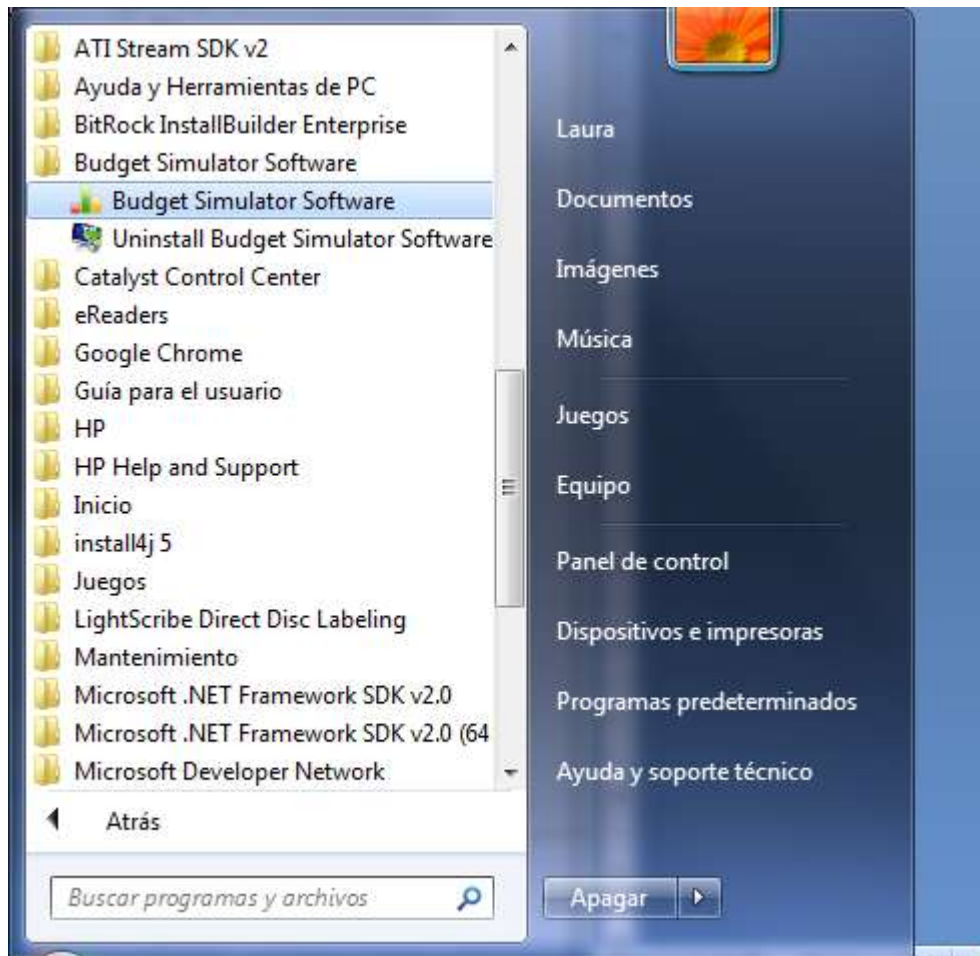 ATI Stream SDK v2
Ayuda y Herramientas de PC
BitRock InstallBuilder Enterprise
Budget Simulator Software
Budget Simulator Software
Uninstall Budget Simulator Software
Catalyst Control Center
eReaders
Google Chrome
Guía para el usuario
HP
HP Help and Support
Inicio
install4j 5
Juegos
LightScribe Direct Disc Labeling
Mantenimiento
Microsoft .NET Framework SDK v2.0
Microsoft .NET Framework SDK v2.0 (64
Microsoft Developer Network
Atrás
Buscar programas y archivos
Laura
Documentos
Imágenes
Música
Juegos
Equipo
Panel de control
Dispositivos e impresoras
Programas predeterminados
Ayuda y soporte técnico
Apagar